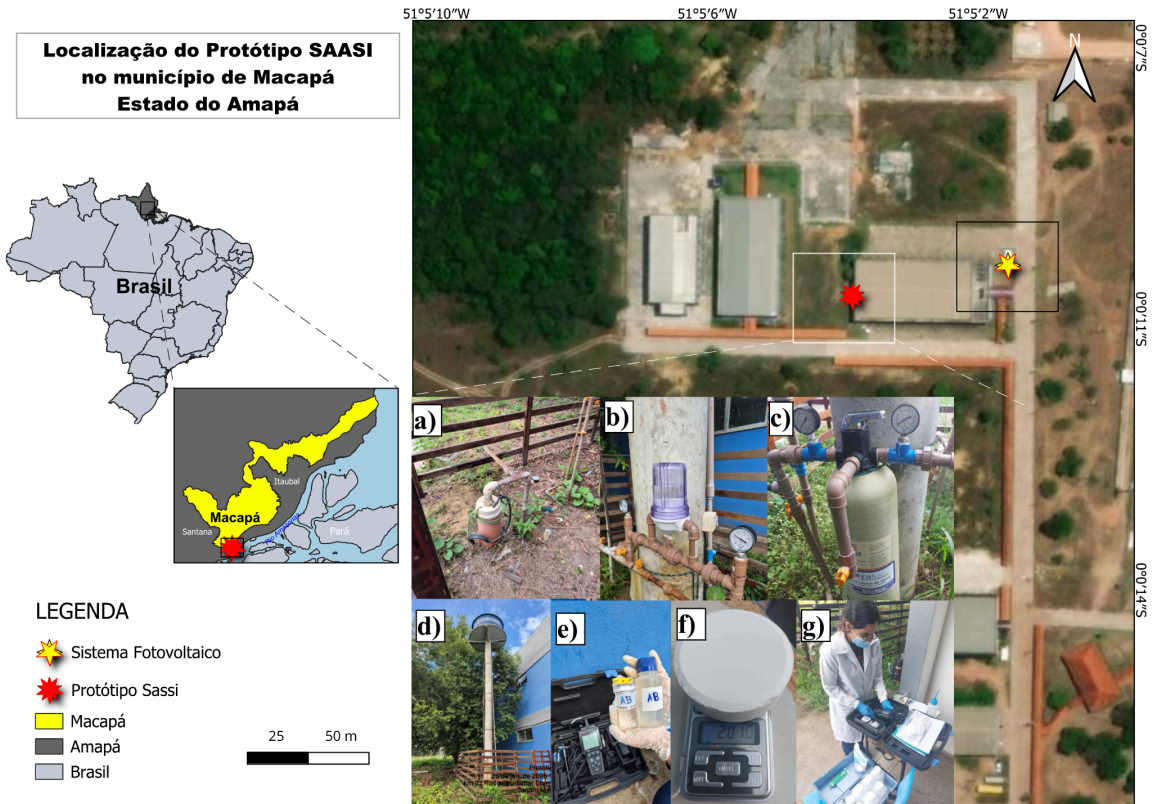 Localização do Protótipo SAASI
no município de Macapá
Estado do Amapá
51°5′10″W
51°5′6″W
51°5′2″W
0°0′7″S
0°0′11″S
0°0′14″S
N
Brasil
Itaubal
Macapá
Santana
Pará
a)
b)
c)
d)
e)
f)
g)
AB
AB
LEGENDA
Sistema Fotovoltaico
Protótipo Sassi
Macapá
Amapá
Brasil
25
50 m